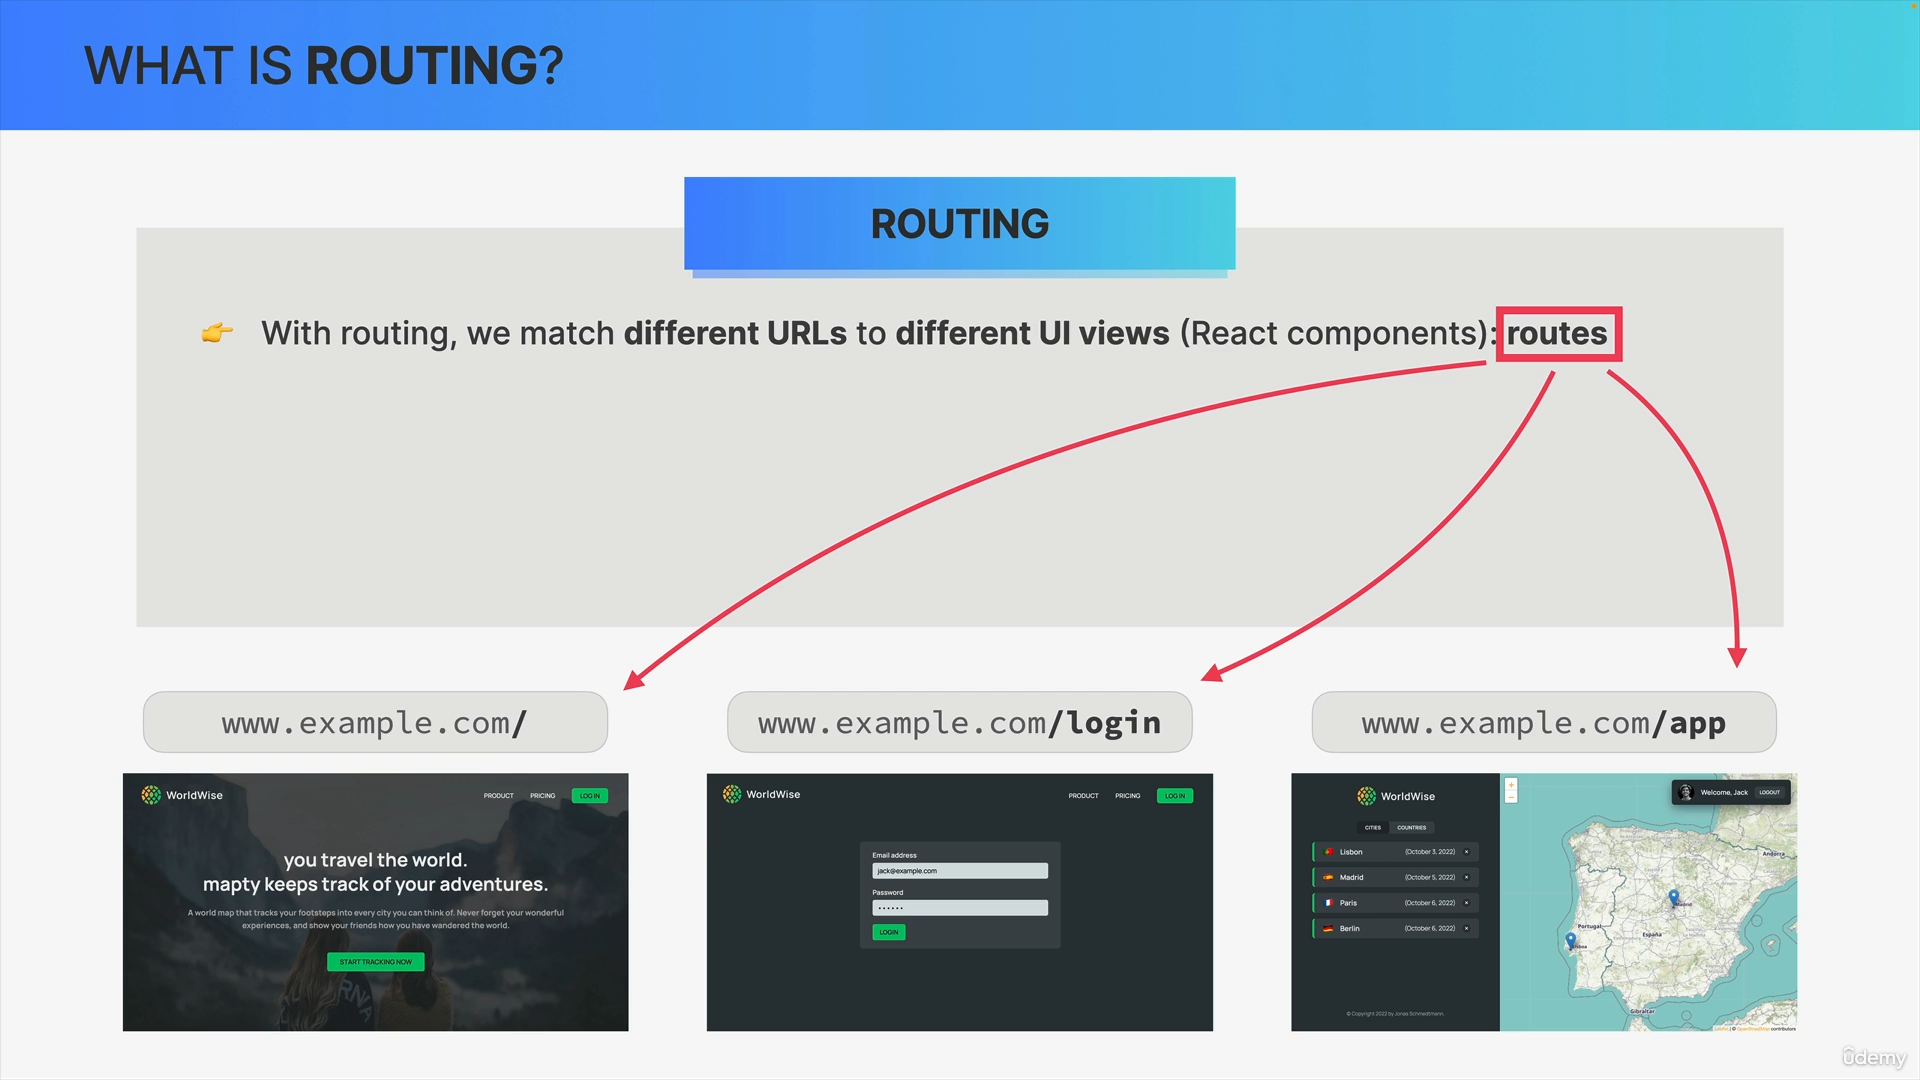 WHAT IS ROUTING?
ROUTING
👉 With routing, we match different URLs to different UI views (React components): routes
www.example.com/
www.example.com/login
www.example.com/app
WorldWise
PRODUCT
PRICING
LOG IN
you travel the world.
mapty keeps track of your adventures.
A world map that tracks your footsteps into every city you can think of. Never forget your wonderful
experiences, and show your friends how you have wandered the world.
START TRACKING NOW
WorldWise
PRODUCT
PRICING
LOG IN
Email address
jack@example.com
Password
••••••
LOGIN
WorldWise
CITIES
COUNTRIES
Lisbon (October 3, 2022) ×
Madrid (October 5, 2022) ×
Paris (October 6, 2022) ×
Berlin (October 6, 2022) ×
© Copyright 2022 by Jonas Schmedtmann.
+
−
Welcome, Jack
LOGOUT
Andorra
Madrid
Portugal
España
Gibraltar
Leaflet | © OpenStreetMap contributors
ûdemy